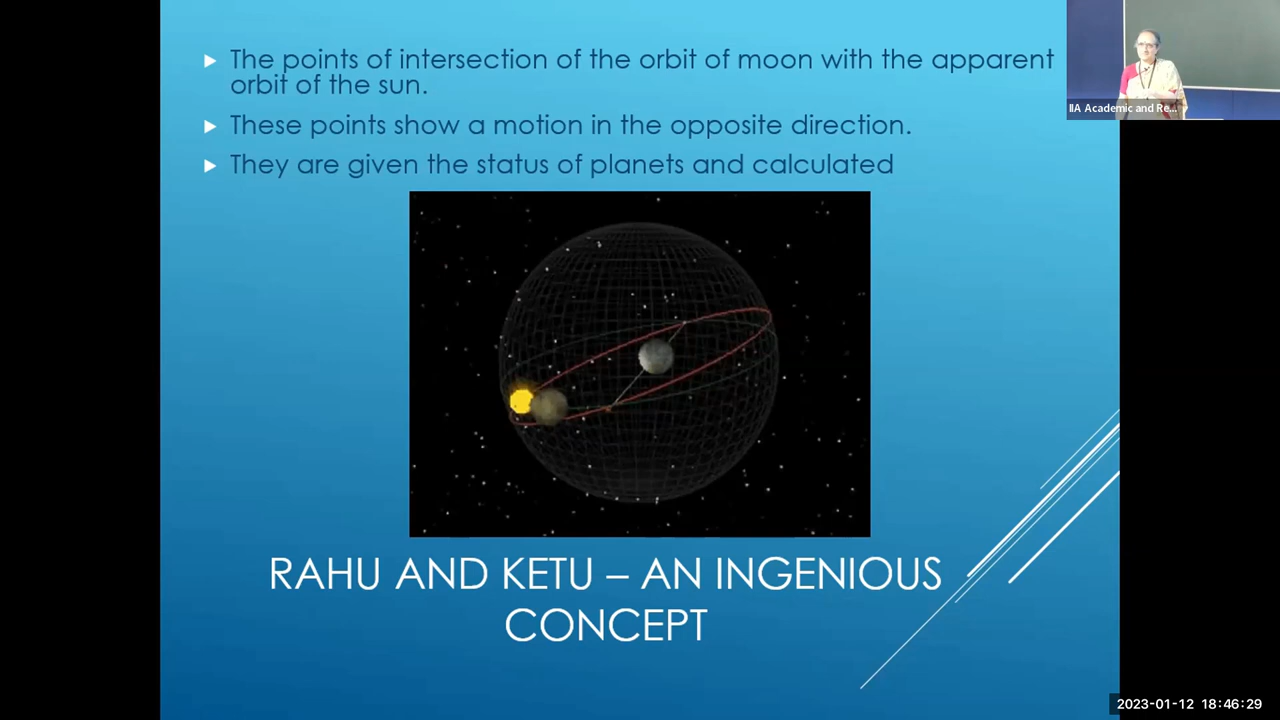 The points of intersection of the orbit of moon with the apparent
orbit of the sun.
These points show a motion in the opposite direction.
They are given the status of planets and calculated
RAHU AND KETU – AN INGENIOUS
CONCEPT
IIA Academic and Re...
2023-01-12 18:46:29